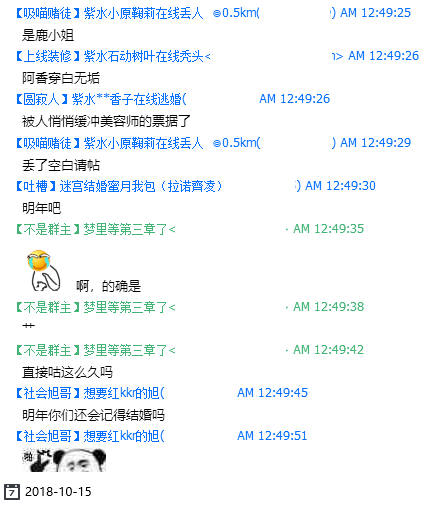 【吸喵赌徒】紫水小原鞠莉在线丢人 ⌾0.5km( ) AM 12:49:25
是鹿小姐
【上线装修】紫水石动树叶在线秃头< > AM 12:49:26
阿香穿白无垢
【圆寂人】紫水**香子在线逃婚( AM 12:49:26
被人悄悄缓冲美容师的票据了
【吸喵赌徒】紫水小原鞠莉在线丢人 ⌾0.5km( ) AM 12:49:29
丢了空白请帖
【吐槽】迷宫结婚蜜月我包（拉诺齊凌） ) AM 12:49:30
明年吧
【不是群主】梦里等第三章了< AM 12:49:35
啊，的确是
【不是群主】梦里等第三章了< AM 12:49:38
艹
【不是群主】梦里等第三章了< AM 12:49:42
直接咕这么久吗
【社会旭哥】想要红kkr的旭( AM 12:49:45
明年你们还会记得结婚吗
【社会旭哥】想要红kkr的旭( AM 12:49:51
啪
7 2018-10-15